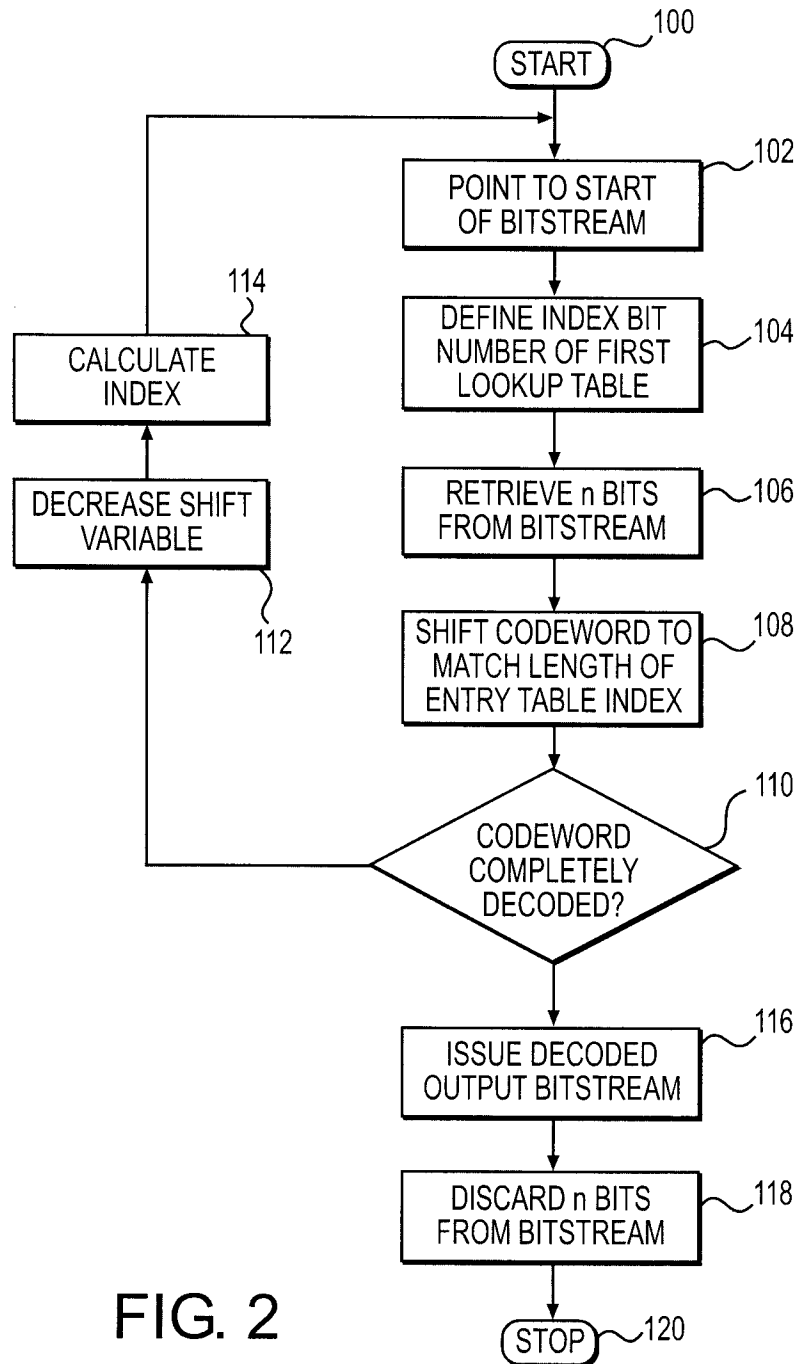 START
100
POINT TO START
OF BITSTREAM
102
DEFINE INDEX BIT
NUMBER OF FIRST
LOOKUP TABLE
104
RETRIEVE n BITS
FROM BITSTREAM
106
SHIFT CODEWORD TO
MATCH LENGTH OF
ENTRY TABLE INDEX
108
CODEWORD
COMPLETELY
DECODED?
110
DECREASE SHIFT
VARIABLE
112
CALCULATE
INDEX
114
ISSUE DECODED
OUTPUT BITSTREAM
116
DISCARD n BITS
FROM BITSTREAM
118
STOP
120
FIG. 2